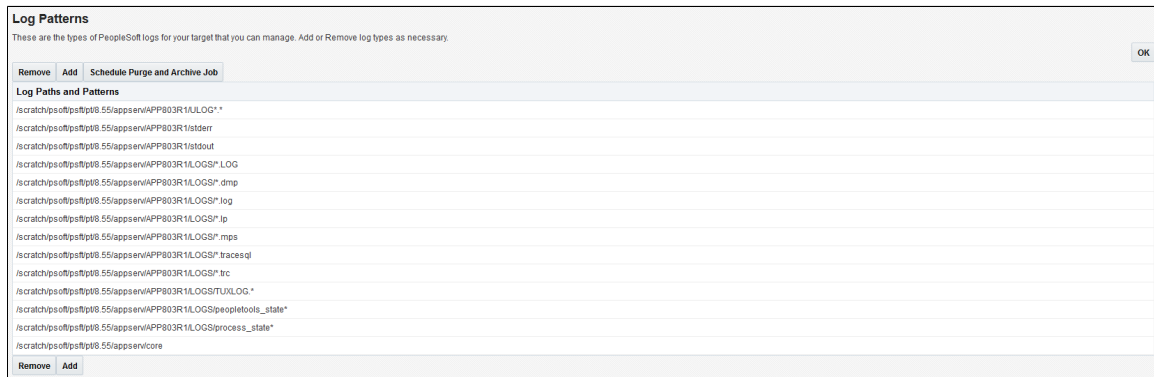 Log Patterns
These are the types of PeopleSoft logs for your target that you can manage. Add or Remove log types as necessary.
OK
Remove Add Schedule Purge and Archive Job
Log Paths and Patterns
/scratch/psoft/psft/pt/8.55/appserv/APP803R1/ULOG*.*
/scratch/psoft/psft/pt/8.55/appserv/APP803R1/stderr
/scratch/psoft/psft/pt/8.55/appserv/APP803R1/stdout
/scratch/psoft/psft/pt/8.55/appserv/APP803R1/LOGS/*.LOG
/scratch/psoft/psft/pt/8.55/appserv/APP803R1/LOGS/*.dmp
/scratch/psoft/psft/pt/8.55/appserv/APP803R1/LOGS/*.log
/scratch/psoft/psft/pt/8.55/appserv/APP803R1/LOGS/*.lp
/scratch/psoft/psft/pt/8.55/appserv/APP803R1/LOGS/*.mps
/scratch/psoft/psft/pt/8.55/appserv/APP803R1/LOGS/*.tracesql
/scratch/psoft/psft/pt/8.55/appserv/APP803R1/LOGS/*.trc
/scratch/psoft/psft/pt/8.55/appserv/APP803R1/LOGS/TUXLOG.*
/scratch/psoft/psft/pt/8.55/appserv/APP803R1/LOGS/peopletools_state*
/scratch/psoft/psft/pt/8.55/appserv/APP803R1/LOGS/process_state*
/scratch/psoft/psft/pt/8.55/appserv/core
Remove Add